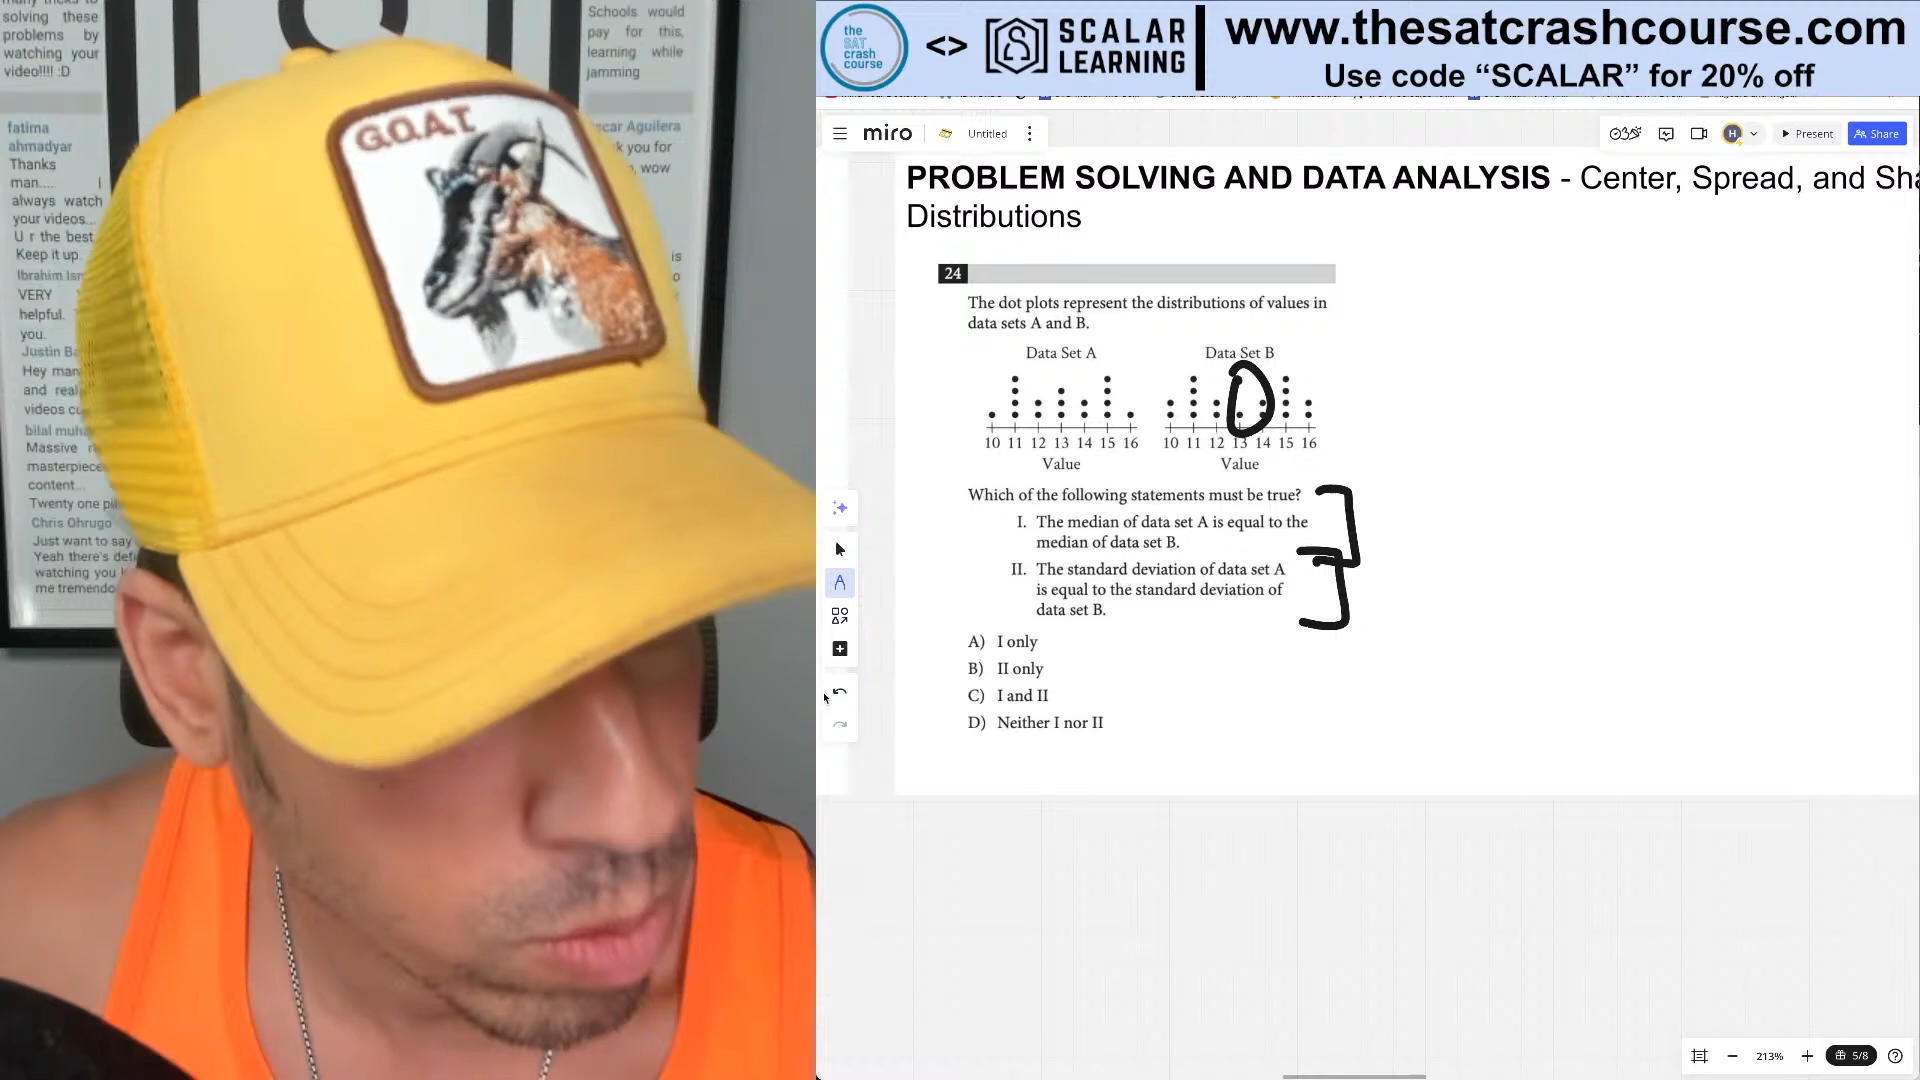 solving these
problems by
watching your
video!!!! :D
fatima
ahmadyar
Thanks
man.... I
always watch
your videos...
U r the best.
Keep it up.
VERY
helpful.
you.
Hey man
and real
videos
Massive
masterpiece
content...
Twenty one
Chris Ohrugo
Just want to say
Yeah there's
watching you
me tremendo
Schools would
pay for this,
learning while
jamming
Aguilera
you for
wow
G.O.A.T.
the
SAT
crash
course
<>
SCALAR
LEARNING
www.thesatcrashcourse.com
Use code “SCALAR” for 20% off
miro
Untitled
H
Present
Share
PROBLEM SOLVING AND DATA ANALYSIS - Center, Spread, and
Distributions
24
The dot plots represent the distributions of values in
data sets A and B.
Data Set A
Data Set B
10 11 12 13 14 15 16
10 11 12 13 14 15 16
Value
Value
Which of the following statements must be true?
I. The median of data set A is equal to the
median of data set B.
II. The standard deviation of data set A
is equal to the standard deviation of
data set B.
A) I only
B) II only
C) I and II
D) Neither I nor II
213%
5/8